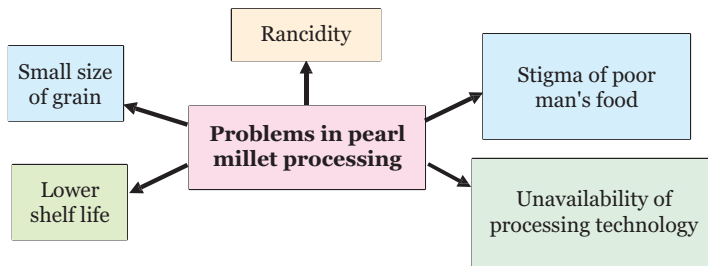 Rancidity
Small size
of grain
Stigma of poor
man's food
Problems in pearl
millet processing
Lower
shelf life
Unavailability of
processing technology